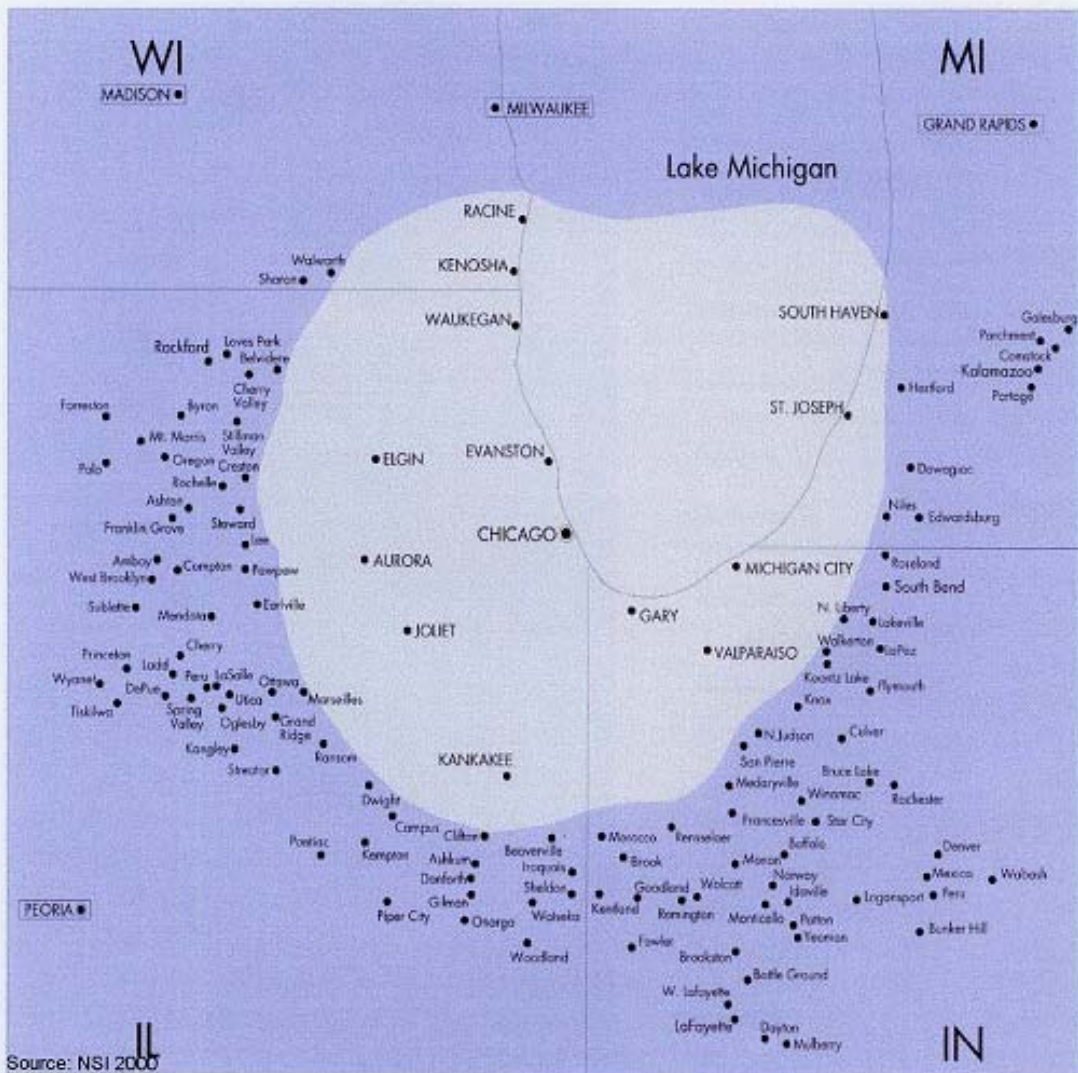 WI
MI
MADISON
MILWAUKEE
GRAND RAPIDS
Lake Michigan
RACINE
Walworth
KENOSHA
Sharon
WAUKEGAN
SOUTH HAVEN
Galesburg
Parchment
Rockford
Loves Park
Comstock
Belvidere
Kalamazoo
Cherry
Valley
Hartford
Portage
Forreston
Byron
ST. JOSEPH
Stillman
Valley
Mt. Morris
Polo
Oregon
Creston
ELGIN
EVANSTON
Dowagiac
Rochelle
Ashton
Niles
Franklin Grove
Steward
Edwardsburg
CHICAGO
Lee
Amboy
AURORA
Roseland
West Brooklyn
Compton
Pawpaw
MICHIGAN CITY
South Bend
Sublette
Mendota
Earlville
GARY
N. Liberty
Lakeville
JOLIET
Walkerton
LaPaz
Cherry
VALPARAISO
Princeton
Ladd
Koontz Lake
Wyanet
DePue
Peru
LaSalle
Ottawa
Marseilles
Plymouth
Tiskilwa
Spring
Valley
Utica
Knox
Oglesby
Grand
Ridge
Kangley
Ransom
N.Judson
Culver
San Pierre
Streator
KANKAKEE
Bruce Lake
Medaryville
Dwight
Winamac
Rochester
Campus
Francesville
Star City
Clifton
Morocco
Rensselaer
Pontiac
Kempton
Beaverville
Buffalo
Denver
Ashkum
Iroquois
Brook
Monon
Danforth
Norway
Mexico
Wabash
Sheldon
Goodland
Wolcott
Idaville
Gilman
Kentland
Logansport
Peru
PEORIA
Piper City
Watseka
Remington
Monticello
Onarga
Patton
Yeoman
Bunker Hill
Woodland
Fowler
Brookston
Battle Ground
W. Lafayette
LaFayette
Dayton
Mulberry
IL
IN
Source: NSI 2000